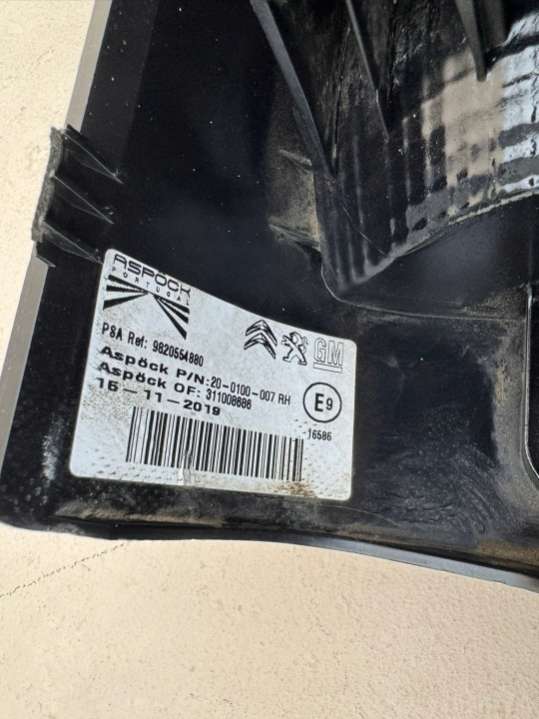 ASPÖCK
PORTUGAL
PSA Ref: 9820554880
GM
Aspöck P/N:20-0100-007 RH
Aspöck OF: 311008686
15-11-2019
E9
16586